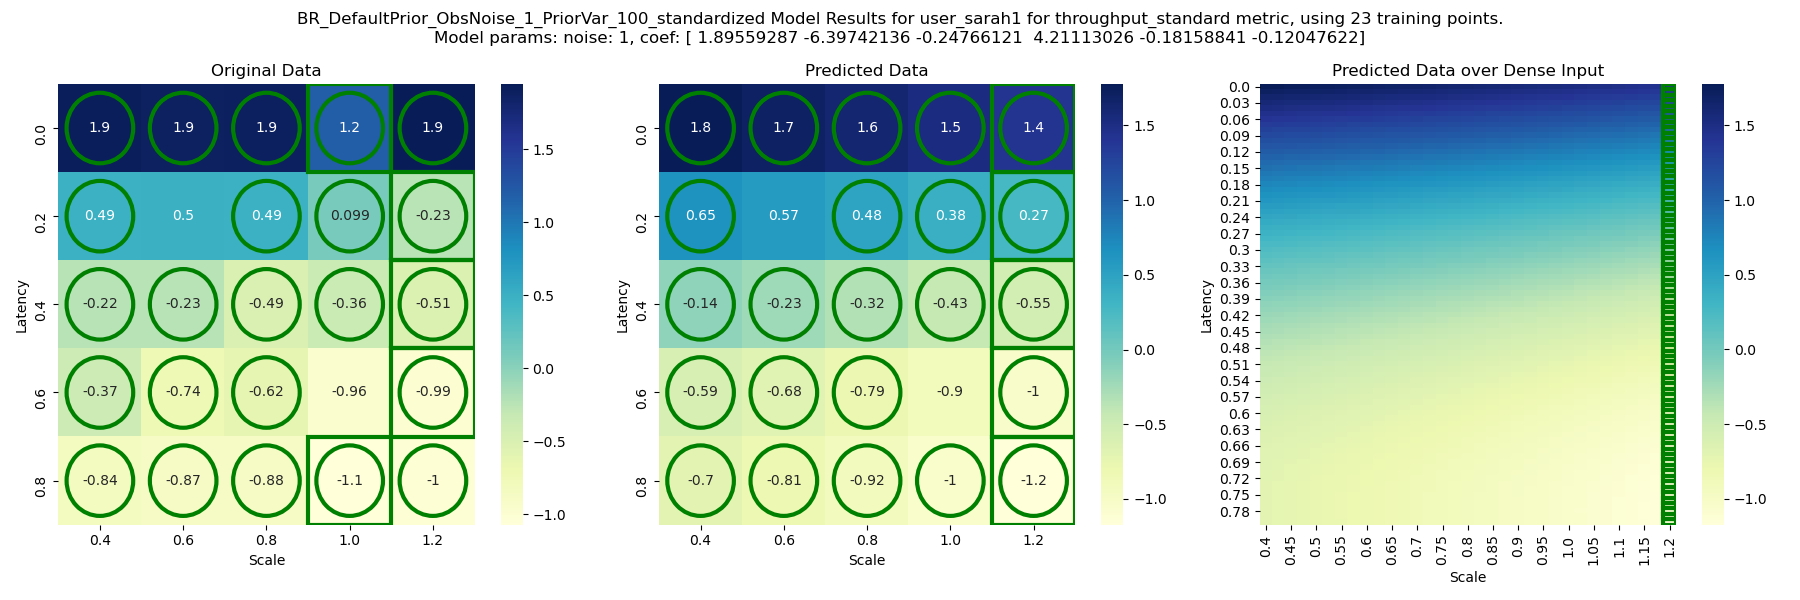 BR_DefaultPrior_ObsNoise_1_PriorVar_100_standardized Model Results for user_sarah1 for throughput_standard metric, using 23 training points.
Model params: noise: 1, coef: [ 1.89559287 -6.39742136 -0.24766121  4.21113026 -0.18158841 -0.12047622]
Original Data
Latency
0.0 1.9 1.9 1.9 1.2 1.9
0.2 0.49 0.5 0.49 0.099 -0.23
0.4 -0.22 -0.23 -0.49 -0.36 -0.51
0.6 -0.37 -0.74 -0.62 -0.96 -0.99
0.8 -0.84 -0.87 -0.88 -1.1 -1
0.4 0.6 0.8 1.0 1.2
Scale
1.5
1.0
0.5
0.0
−0.5
−1.0
Predicted Data
Latency
0.0 1.8 1.7 1.6 1.5 1.4
0.2 0.65 0.57 0.48 0.38 0.27
0.4 -0.14 -0.23 -0.32 -0.43 -0.55
0.6 -0.59 -0.68 -0.79 -0.9 -1
0.8 -0.7 -0.81 -0.92 -1 -1.2
0.4 0.6 0.8 1.0 1.2
Scale
1.5
1.0
0.5
0.0
−0.5
−1.0
Predicted Data over Dense Input
Latency
0.0
0.03
0.06
0.09
0.12
0.15
0.18
0.21
0.24
0.27
0.3
0.33
0.36
0.39
0.42
0.45
0.48
0.51
0.54
0.57
0.6
0.63
0.66
0.69
0.72
0.75
0.78
0.4 0.45 0.5 0.55 0.6 0.65 0.7 0.75 0.8 0.85 0.9 0.95 1.0 1.05 1.1 1.15 1.2
Scale
1.5
1.0
0.5
0.0
−0.5
−1.0